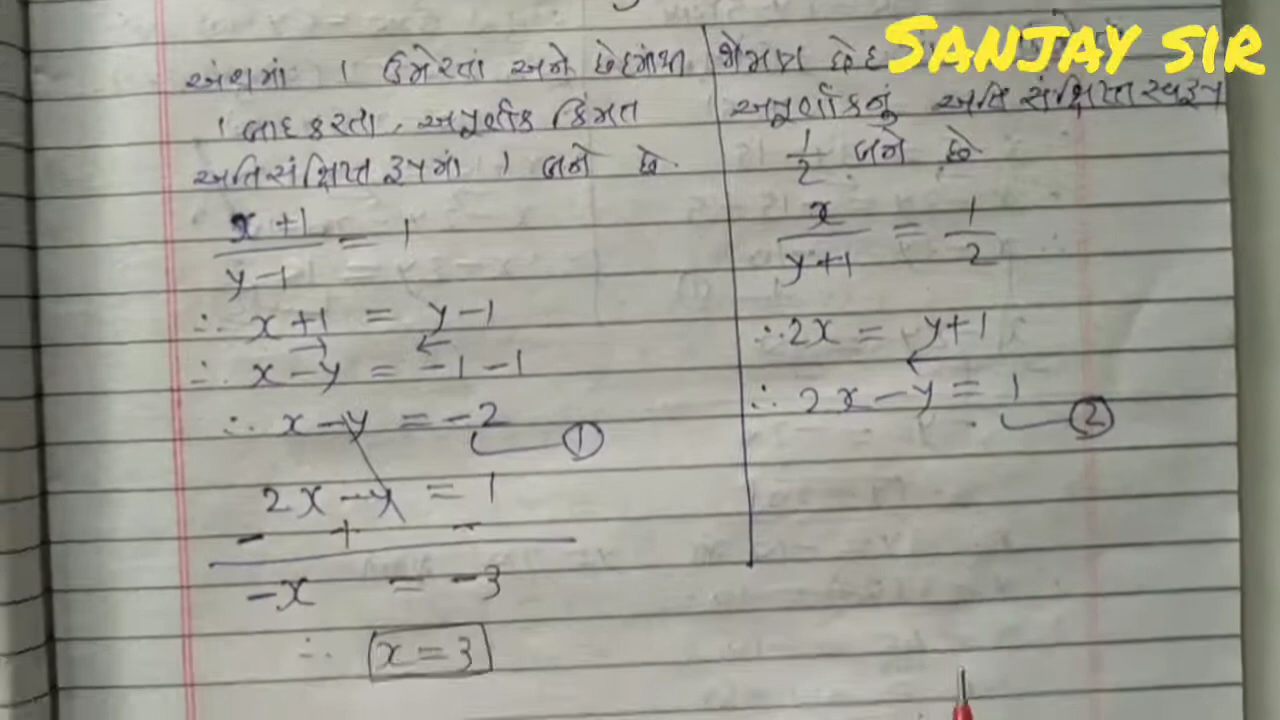 SANJAY SIR
અંશમાં 1 ઉમેરતાં અને છેદમાંથી
1 બાદ કરતા, અપૂર્ણાંક કિંમત
અતિસંક્ષિપ્ત રૂપમાં 1 બને છે
x+1/y-1 = 1
∴ x+1 = y-1
∴ x-y = -1-1
∴ x-y = -2 ①
2x-y = 1
- + -
-x = -3
∴ x=3
છેદ
અપૂર્ણાંકનું અતિ સંક્ષિપ્ત સ્વરૂપ
1/2 બને છે
x/y+1 = 1/2
∴ 2x = y+1
∴ 2x-y = 1 ②